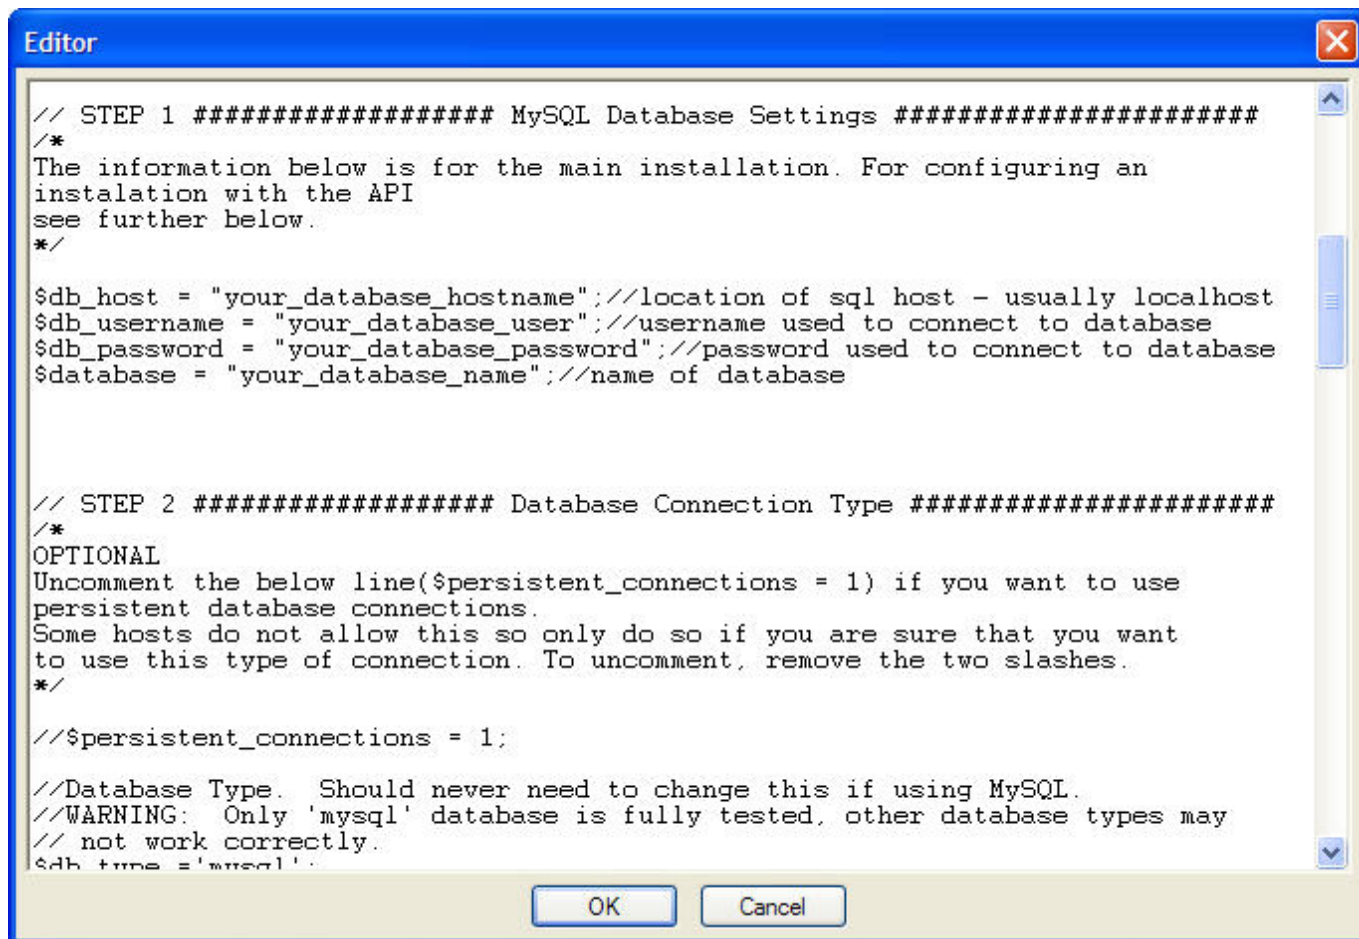 Editor
// STEP 1 ################### MySQL Database Settings #######################
/*
The information below is for the main installation. For configuring an
instalation with the API
see further below.
*/
$db_host = "your_database_hostname";//location of sql host - usually localhost
$db_username = "your_database_user";//username used to connect to database
$db_password = "your_database_password";//password used to connect to database
$database = "your_database_name";//name of database
// STEP 2 ################### Database Connection Type #######################
/*
OPTIONAL
Uncomment the below line($persistent_connections = 1) if you want to use
persistent database connections.
Some hosts do not allow this so only do so if you are sure that you want
to use this type of connection. To uncomment, remove the two slashes.
*/
//$persistent_connections = 1;
//Database Type.  Should never need to change this if using MySQL.
//WARNING:  Only 'mysql' database is fully tested, other database types may
// not work correctly.
$db_type ='mysql';
OK
Cancel